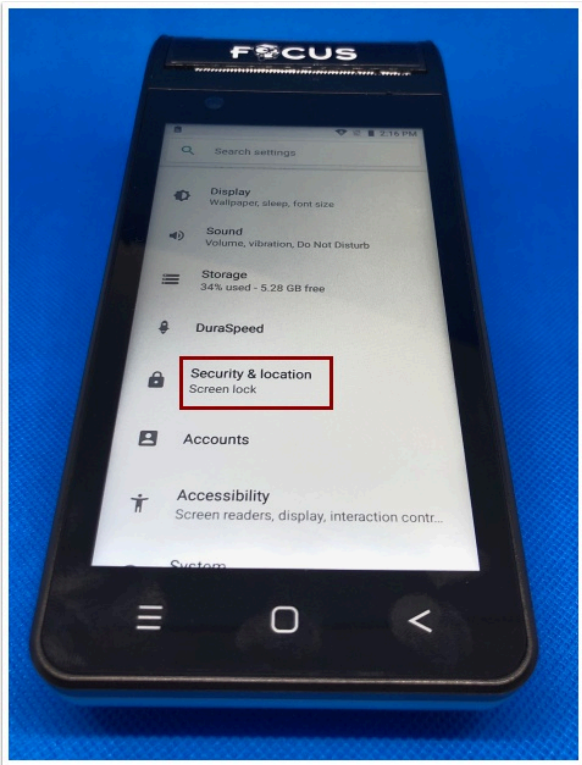 FOCUS
2:16 PM
Search settings
Display
Wallpaper, sleep, font size
Sound
Volume, vibration, Do Not Disturb
Storage
34% used - 5.28 GB free
DuraSpeed
Security & location
Screen lock
Accounts
Accessibility
Screen readers, display, interaction contr...
System